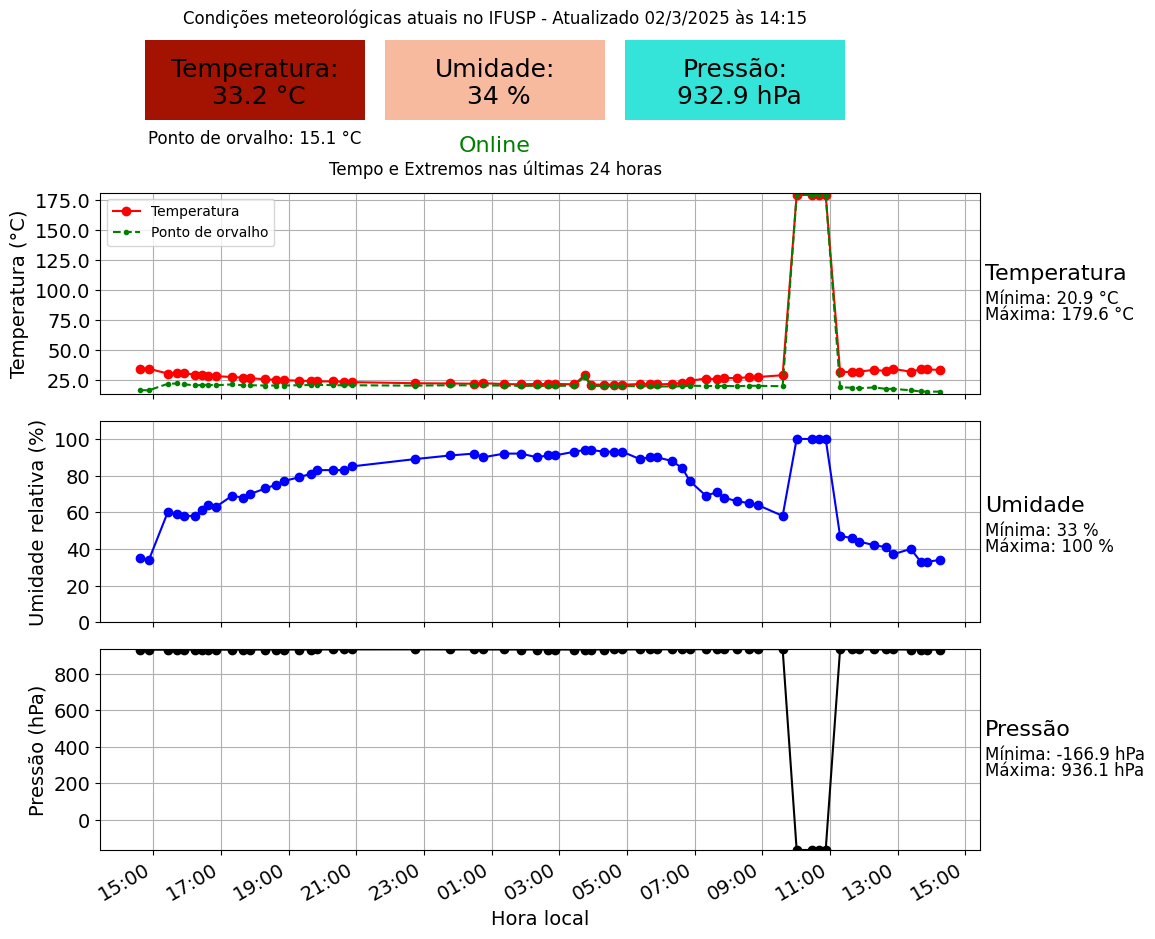 Condições meteorológicas atuais no IFUSP - Atualizado 02/3/2025 às 14:15
Temperatura:
33.2 °C
Umidade:
34 %
Pressão:
932.9 hPa
Ponto de orvalho: 15.1 °C
Online
Tempo e Extremos nas últimas 24 horas
Temperatura (°C)
175.0
150.0
125.0
100.0
75.0
50.0
25.0
Temperatura
Ponto de orvalho
Temperatura
Mínima: 20.9 °C
Máxima: 179.6 °C
Umidade relativa (%)
100
80
60
40
20
0
Umidade
Mínima: 33 %
Máxima: 100 %
Pressão (hPa)
800
600
400
200
0
Pressão
Mínima: -166.9 hPa
Máxima: 936.1 hPa
15:00 17:00 19:00 21:00 23:00 01:00 03:00 05:00 07:00 09:00 11:00 13:00 15:00
Hora local